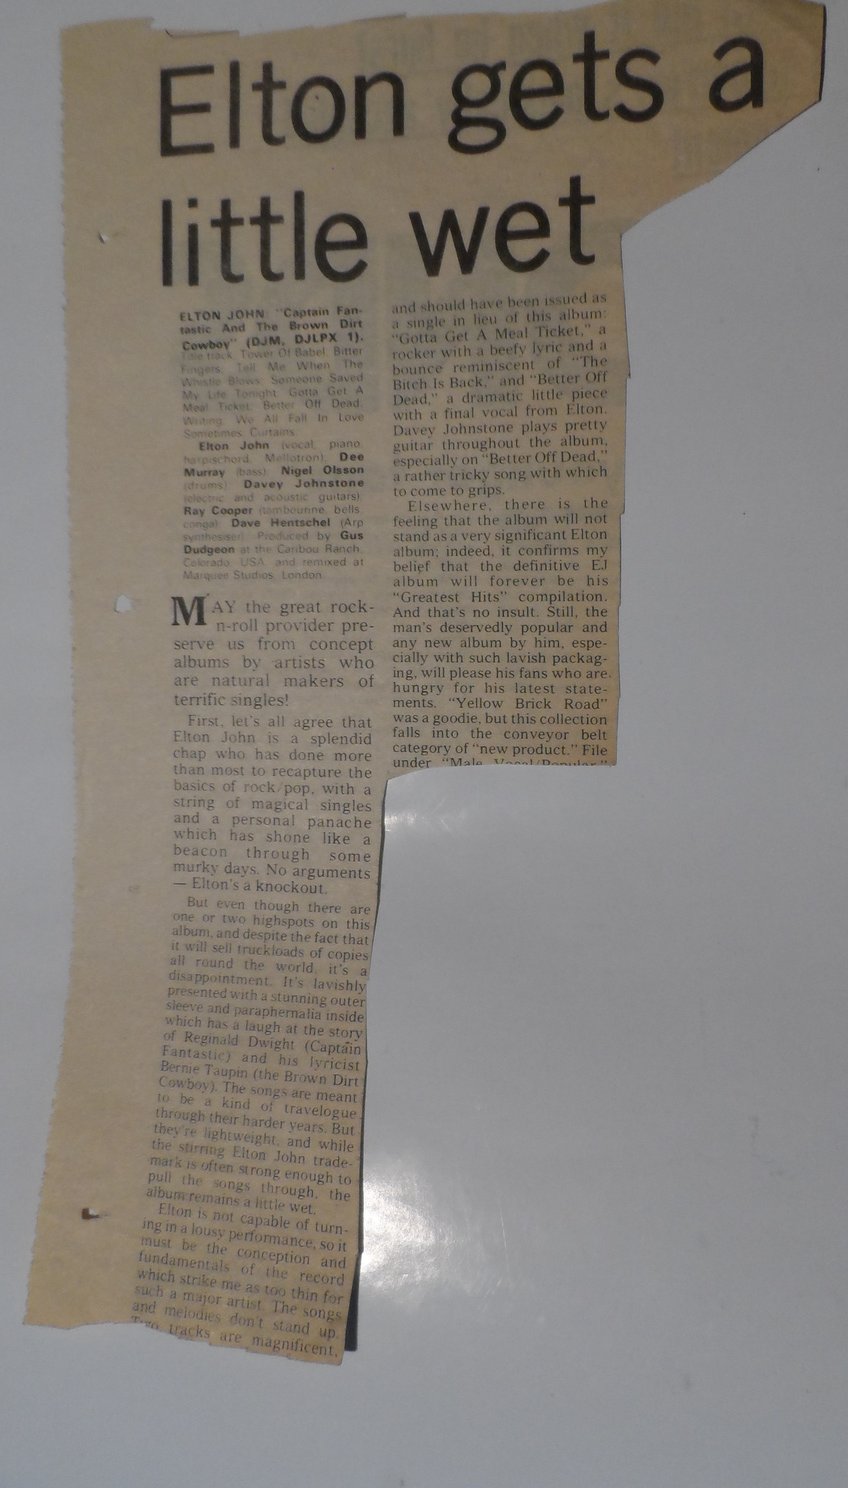 Elton gets a
little wet
ELTON JOHN: "Captain Fan-
tastic And The Brown Dirt
Cowboy" (DJM, DJLPX 1).
Title track; Tower Of Babel; Bitter
Fingers; Tell Me When The
Whistle Blows; Someone Saved
My Life Tonight; Gotta Get A
Meal Ticket; Better Off Dead;
Writing; We All Fall In Love
Sometimes; Curtains.
Elton John (vocal, piano,
harpsichord, Mellotron); Dee
Murray (bass); Nigel Olsson
(drums); Davey Johnstone
(electric and acoustic guitars);
Ray Cooper (tambourine, bells,
conga); Dave Hentschel (Arp
synthesiser). Produced by Gus
Dudgeon at the Caribou Ranch,
Colorado, USA, and remixed at
Marquee Studios, London.
MAY the great rock-
n-roll provider pre-
serve us from concept
albums by artists who
are natural makers of
terrific singles!
First, let's all agree that
Elton John is a splendid
chap who has done more
than most to recapture the
basics of rock/pop, with a
string of magical singles
and a personal panache
which has shone like a
beacon through some
murky days. No arguments
— Elton's a knockout.
But even though there are
one or two highspots on this
album, and despite the fact that
it will sell truckloads of copies
all round the world, it's a
disappointment. It's lavishly
presented with a stunning outer
sleeve and paraphernalia inside
which has a laugh at the story
of Reginald Dwight (Captain
Fantastic) and his lyricist
Bernie Taupin (the Brown Dirt
Cowboy). The songs are meant
to be a kind of travelogue
through their harder years. But
they're lightweight, and while
the stirring Elton John trade-
mark is often strong enough to
pull the songs through, the
album remains a little wet.
Elton is not capable of turn-
ing in a lousy performance, so it
must be the conception and
fundamentals of the record
which strike me as too thin for
such a major artist. The songs
and melodies don't stand up.
Two tracks are magnificent,
and should have been issued as
a single in lieu of this album:
"Gotta Get A Meal Ticket," a
rocker with a beefy lyric and a
bounce reminiscent of "The
Bitch Is Back," and "Better Off
Dead," a dramatic little piece
with a final vocal from Elton.
Davey Johnstone plays pretty
guitar throughout the album,
especially on "Better Off Dead,"
a rather tricky song with which
to come to grips.
Elsewhere, there is the
feeling that the album will not
stand as a very significant Elton
album; indeed, it confirms my
belief that the definitive EJ
album will forever be his
"Greatest Hits" compilation.
And that's no insult. Still, the
man's deservedly popular and
any new album by him, espe-
cially with such lavish packag-
ing, will please his fans who are
hungry for his latest state-
ments. "Yellow Brick Road"
was a goodie, but this collection
falls into the conveyor belt
category of "new product." File
under "Male Vocal/Popular."